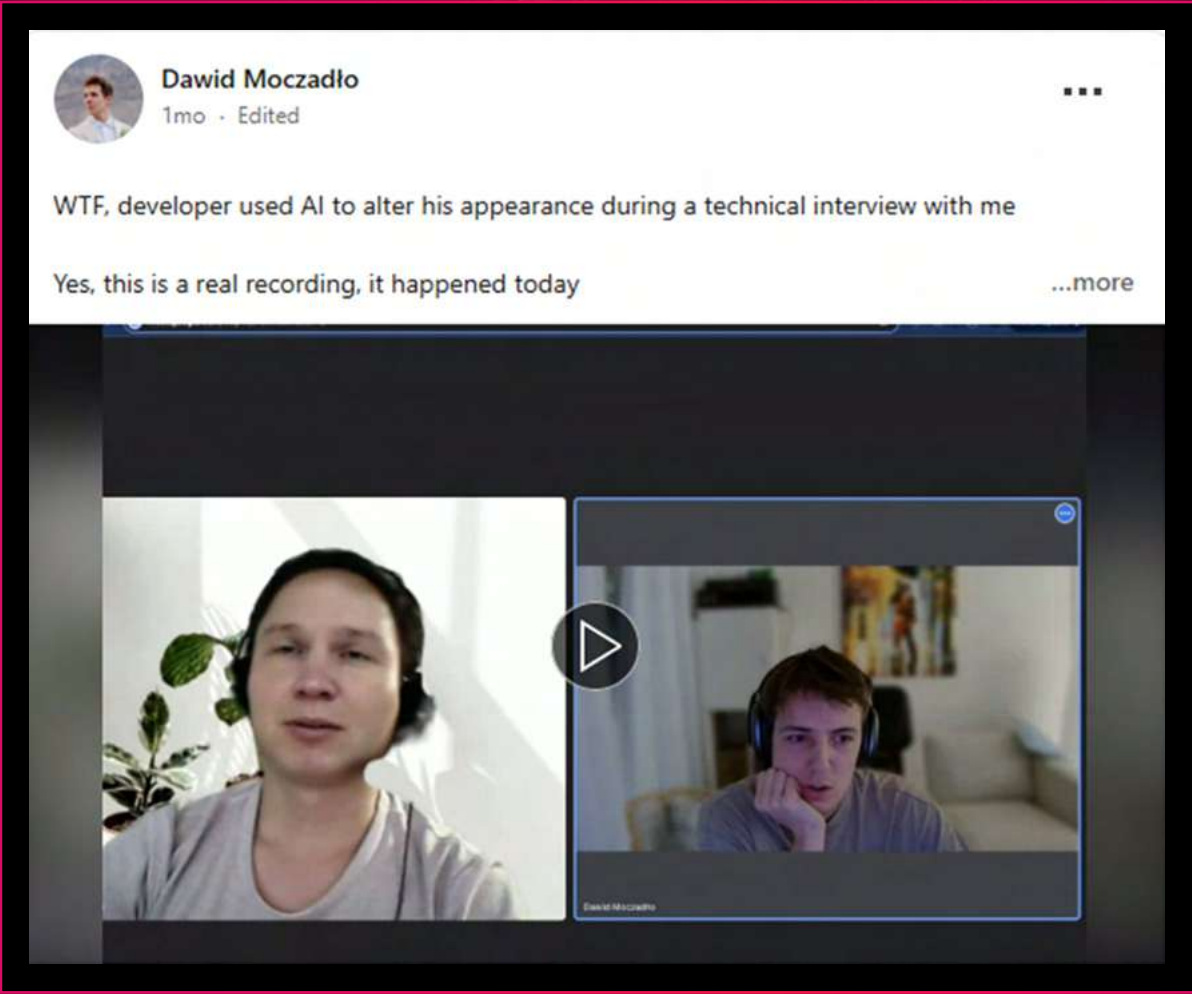 Dawid Moczadło
1mo · Edited
WTF, developer used AI to alter his appearance during a technical interview with me
Yes, this is a real recording, it happened today
...more
Dawid Moczadło